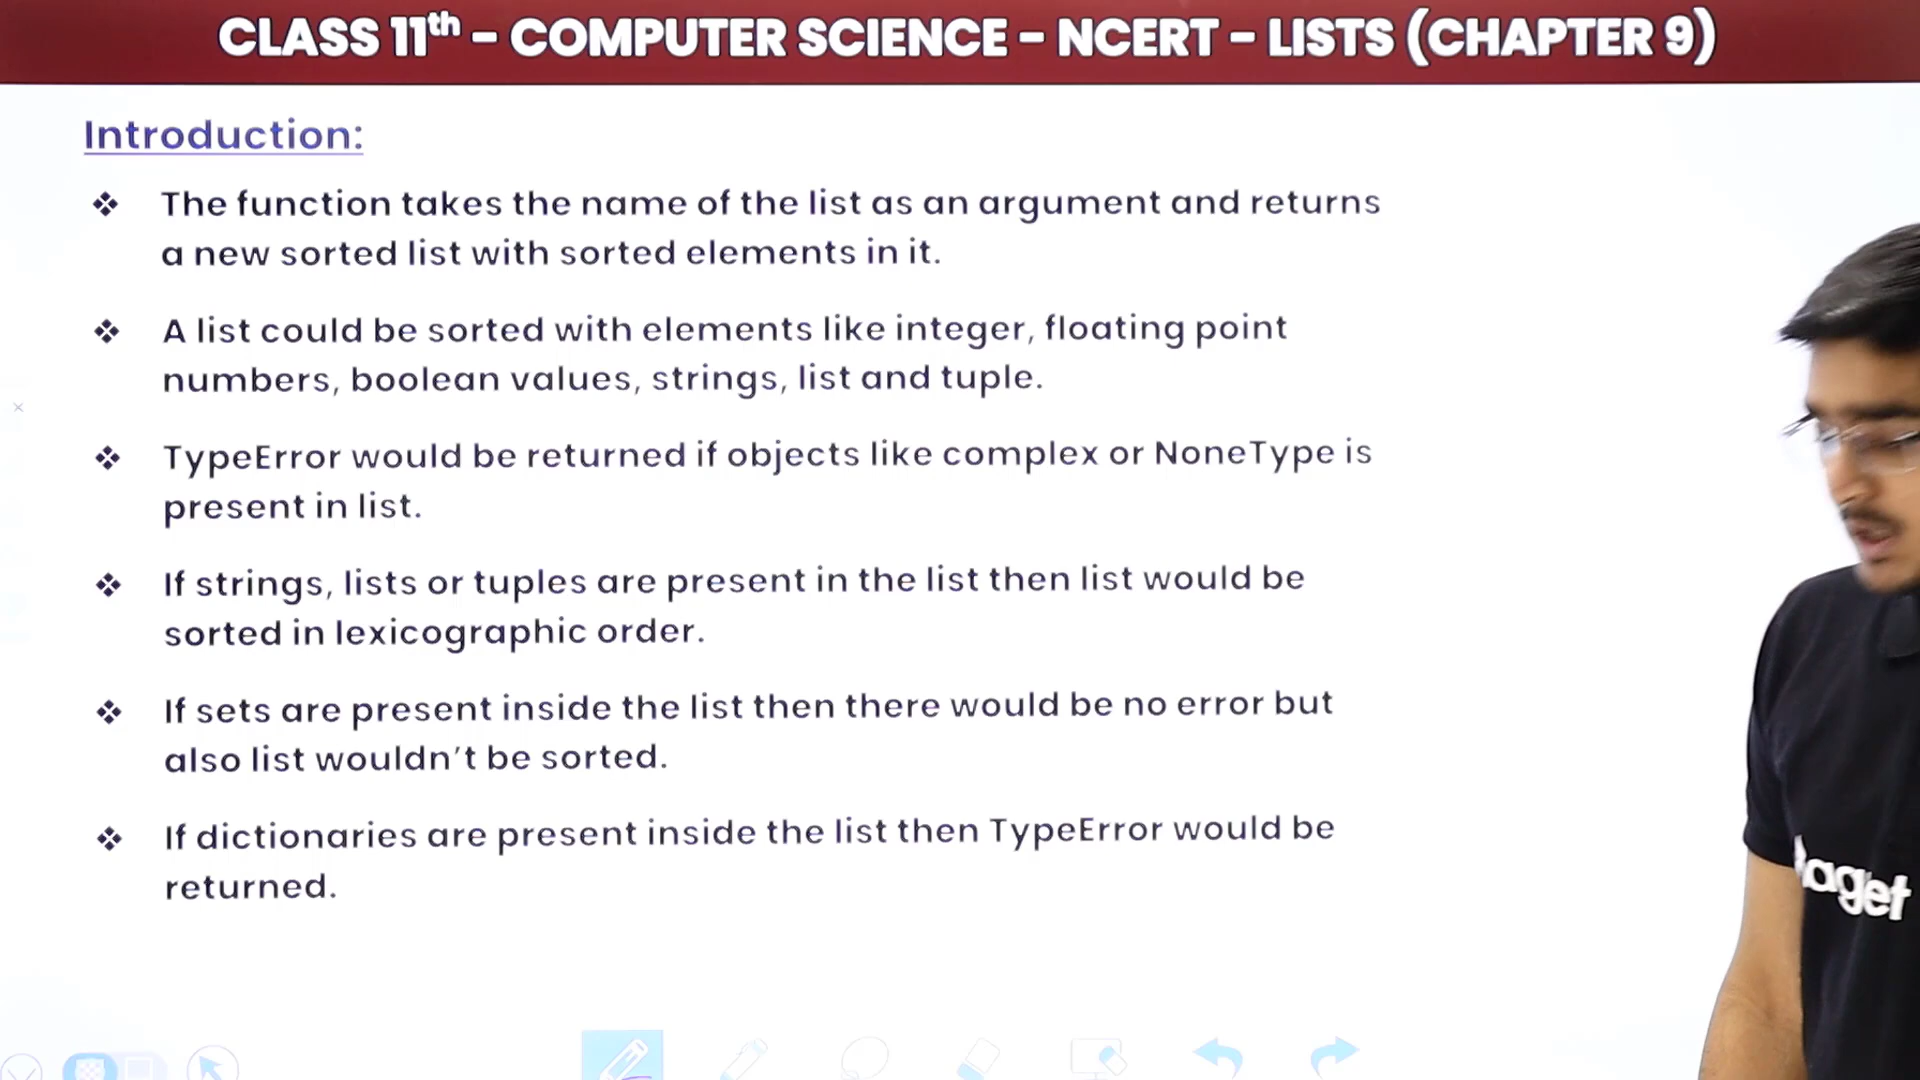 CLASS 11th - COMPUTER SCIENCE - NCERT - LISTS (CHAPTER 9)
Introduction:
❖ The function takes the name of the list as an argument and returns
a new sorted list with sorted elements in it.
❖ A list could be sorted with elements like integer, floating point
numbers, boolean values, strings, list and tuple.
❖ TypeError would be returned if objects like complex or NoneType is
present in list.
❖ If strings, lists or tuples are present in the list then list would be
sorted in lexicographic order.
❖ If sets are present inside the list then there would be no error but
also list wouldn't be sorted.
❖ If dictionaries are present inside the list then TypeError would be
returned.